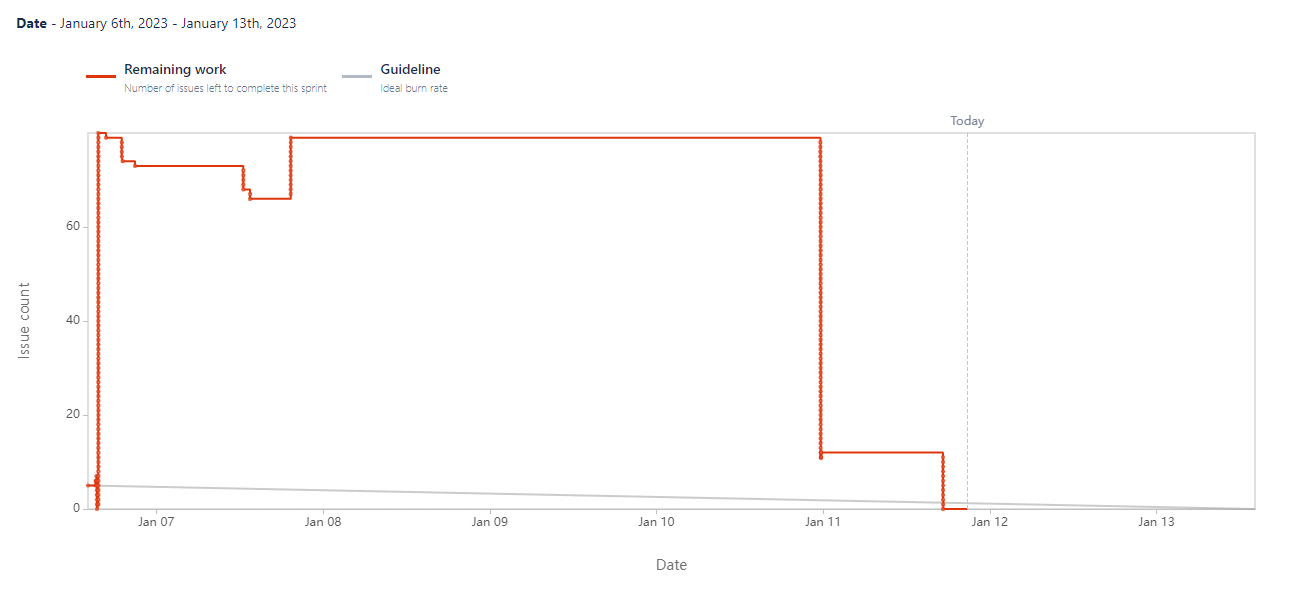 Date - January 6th, 2023 - January 13th, 2023
Remaining work
Number of issues left to complete this sprint
Guideline
Ideal burn rate
Today
60
40
20
0
Issue count
Jan 07 Jan 08 Jan 09 Jan 10 Jan 11 Jan 12 Jan 13
Date